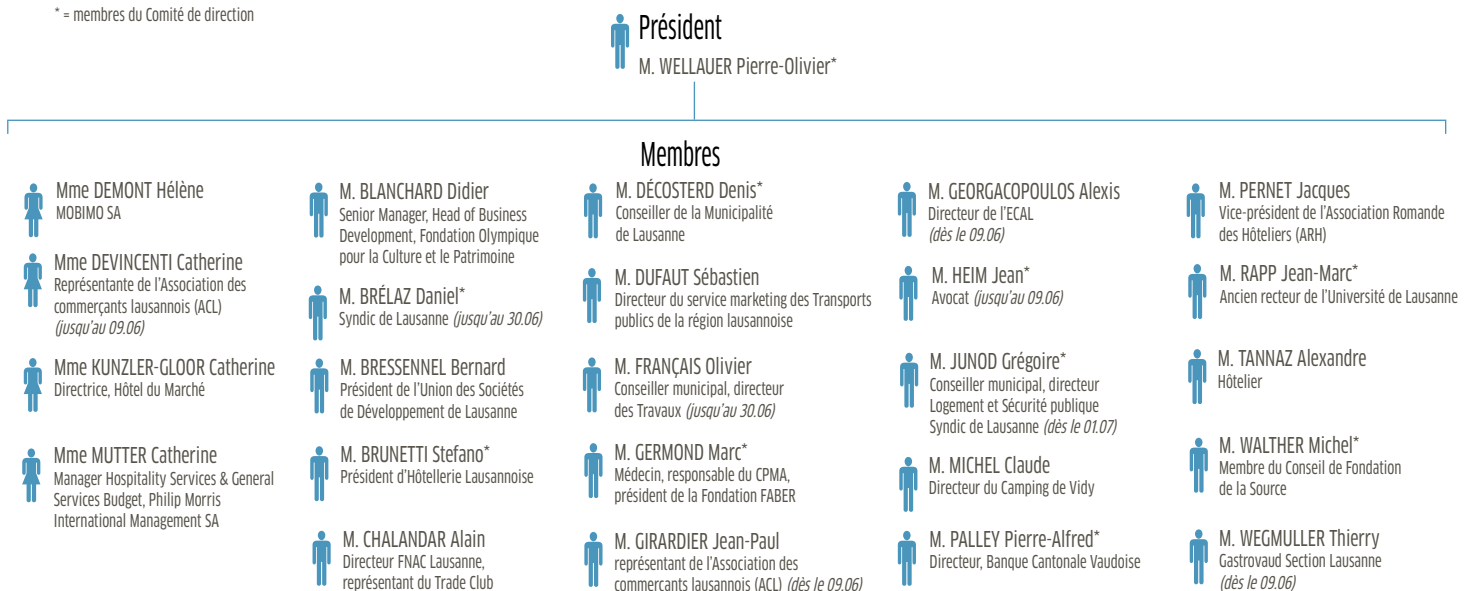 * = membres du Comité de direction
Président
M. WELLAUER Pierre-Olivier*
Membres
Mme DEMONT Hélène
MOBIMO SA
Mme DEVINCENTI Catherine
Représentante de l'Association des
commerçants lausannois (ACL)
(jusqu'au 09.06)
Mme KUNZLER-GLOOR Catherine
Directrice, Hôtel du Marché
Mme MUTTER Catherine
Manager Hospitality Services & General
Services Budget, Philip Morris
International Management SA
M. BLANCHARD Didier
Senior Manager, Head of Business
Development, Fondation Olympique
pour la Culture et le Patrimoine
M. BRÉLAZ Daniel*
Syndic de Lausanne (jusqu'au 30.06)
M. BRESSENNEL Bernard
Président de l'Union des Sociétés
de Développement de Lausanne
M. BRUNETTI Stefano*
Président d'Hôtellerie Lausannoise
M. CHALANDAR Alain
Directeur FNAC Lausanne,
représentant du Trade Club
M. DÉCOSTERD Denis*
Conseiller de la Municipalité
de Lausanne
M. DUFAUT Sébastien
Directeur du service marketing des Transports
publics de la région lausannoise
M. FRANÇAIS Olivier
Conseiller municipal, directeur
des Travaux (jusqu'au 30.06)
M. GERMOND Marc*
Médecin, responsable du CPMA,
président de la Fondation FABER
M. GIRARDIER Jean-Paul
représentant de l'Association des
commerçants lausannois (ACL) (dès le 09.06)
M. GEORGACOPOULOS Alexis
Directeur de l'ECAL
(dès le 09.06)
M. HEIM Jean*
Avocat (jusqu'au 09.06)
M. JUNOD Grégoire*
Conseiller municipal, directeur
Logement et Sécurité publique
Syndic de Lausanne (dès le 01.07)
M. MICHEL Claude
Directeur du Camping de Vidy
M. PALLEY Pierre-Alfred*
Directeur, Banque Cantonale Vaudoise
M. PERNET Jacques
Vice-président de l'Association Romande
des Hôteliers (ARH)
M. RAPP Jean-Marc*
Ancien recteur de l'Université de Lausanne
M. TANNAZ Alexandre
Hôtelier
M. WALTHER Michel*
Membre du Conseil de Fondation
de la Source
M. WEGMULLER Thierry
Gastrovaud Section Lausanne
(dès le 09.06)